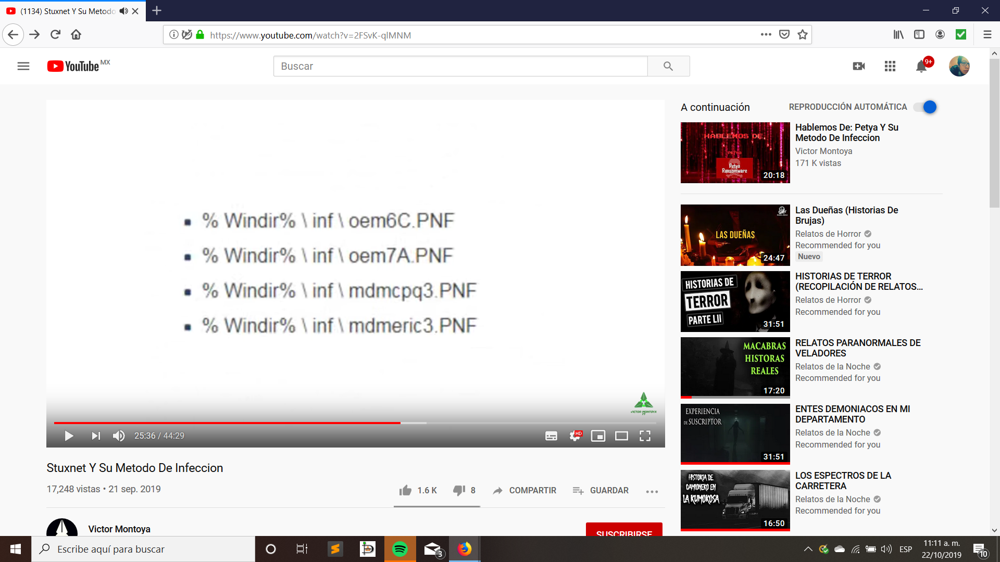 (1134) Stuxnet Y Su Metodo
https://www.youtube.com/watch?v=2FSvK-qlMNM
YouTube MX
Buscar
9+
% Windir% \ inf \ oem6C.PNF
% Windir% \ inf \ oem7A.PNF
% Windir% \ inf \ mdmcpq3.PNF
% Windir% \ inf \ mdmeric3.PNF
VICTOR MONTOYA
25:36 / 44:29
HD
Stuxnet Y Su Metodo De Infeccion
17,248 vistas • 21 sep. 2019
1.6 K
8
COMPARTIR
GUARDAR
Victor Montoya
SUSCRIBIRSE
A continuación
REPRODUCCIÓN AUTOMÁTICA
HABLEMOS DE
PETYA
Petya
Ransomware
20:18
Hablemos De: Petya Y Su
Metodo De Infeccion
Victor Montoya
171 K vistas
LAS DUEÑAS
24:47
Las Dueñas (Historias De
Brujas)
Relatos de Horror
Recommended for you
Nuevo
HISTORIAS DE
TERROR
PARTE LII
31:51
HISTORIAS DE TERROR
(RECOPILACIÓN DE RELATOS...
Relatos de Horror
Recommended for you
MACABRAS
HISTORAS
REALES
17:20
RELATOS PARANORMALES DE
VELADORES
Relatos de la Noche
Recommended for you
EXPERIENCIA
DE SUSCRIPTOR
31:51
ENTES DEMONIACOS EN MI
DEPARTAMENTO
Relatos de la Noche
Recommended for you
HISTORIA DE
CAMIONERO EN
LA RUMOROSA
16:50
LOS ESPECTROS DE LA
CARRETERA
Relatos de la Noche
Recommended for you
Escribe aquí para buscar
3
ESP
11:11 a. m.
22/10/2019
10